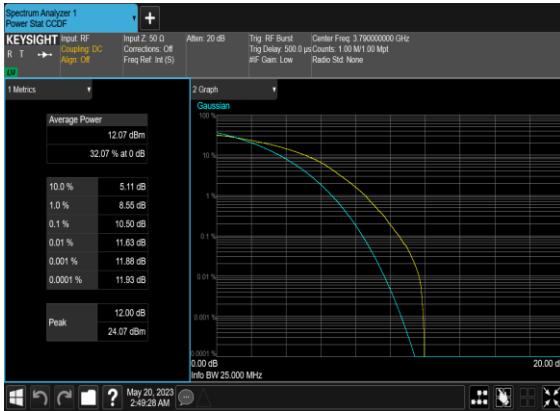 Spectrum Analyzer 1
Power Stat CCDF
+
KEYSIGHT
R T
LV
Input: RF
Coupling: DC
Align: Off
Input Z: 50 Ω
Corrections: Off
Freq Ref: Int (S)
Atten: 20 dB
Trig: RF Burst
Trig Delay: 500.0 µs
#IF Gain: Low
Center Freq: 3.790000000 GHz
Counts: 1.00 M/1.00 Mpt
Radio Std: None
1 Metrics
Average Power
12.07 dBm
32.07 % at 0 dB
10.0 % 5.11 dB
1.0 % 8.55 dB
0.1 % 10.50 dB
0.01 % 11.63 dB
0.001 % 11.88 dB
0.0001 % 11.93 dB
Peak
12.00 dB
24.07 dBm
2 Graph
Gaussian
100 %
10 %
1 %
0.1 %
0.01 %
0.001 %
0.0001 %
0.00 dB
20.00 dB
Info BW 25.000 MHz
?
May 20, 2023
2:49:28 AM